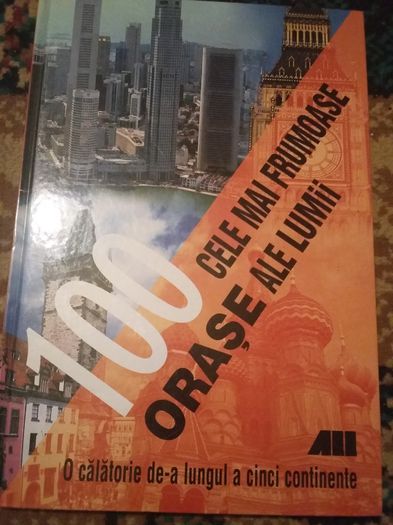 100 CELE MAI FRUMOASE
ORAȘE ALE LUMii
ALL
O călătorie de-a lungul a cinci continente